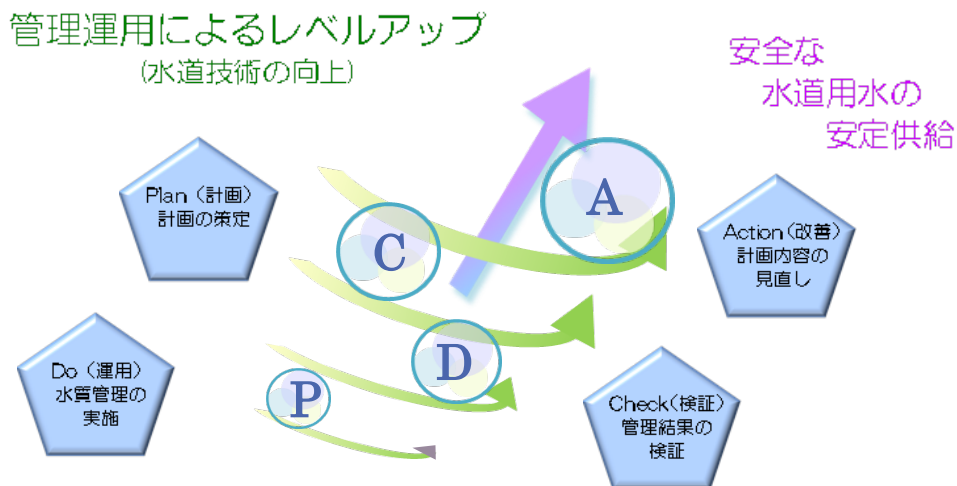 管理運用によるレベルアップ
(水道技術の向上)
安全な
水道用水の
安定供給
Plan（計画）
計画の策定
Do（運用）
水質管理の
実施
P
D
C
A
Check（検証）
管理結果の
検証
Action（改善）
計画内容の
見直し